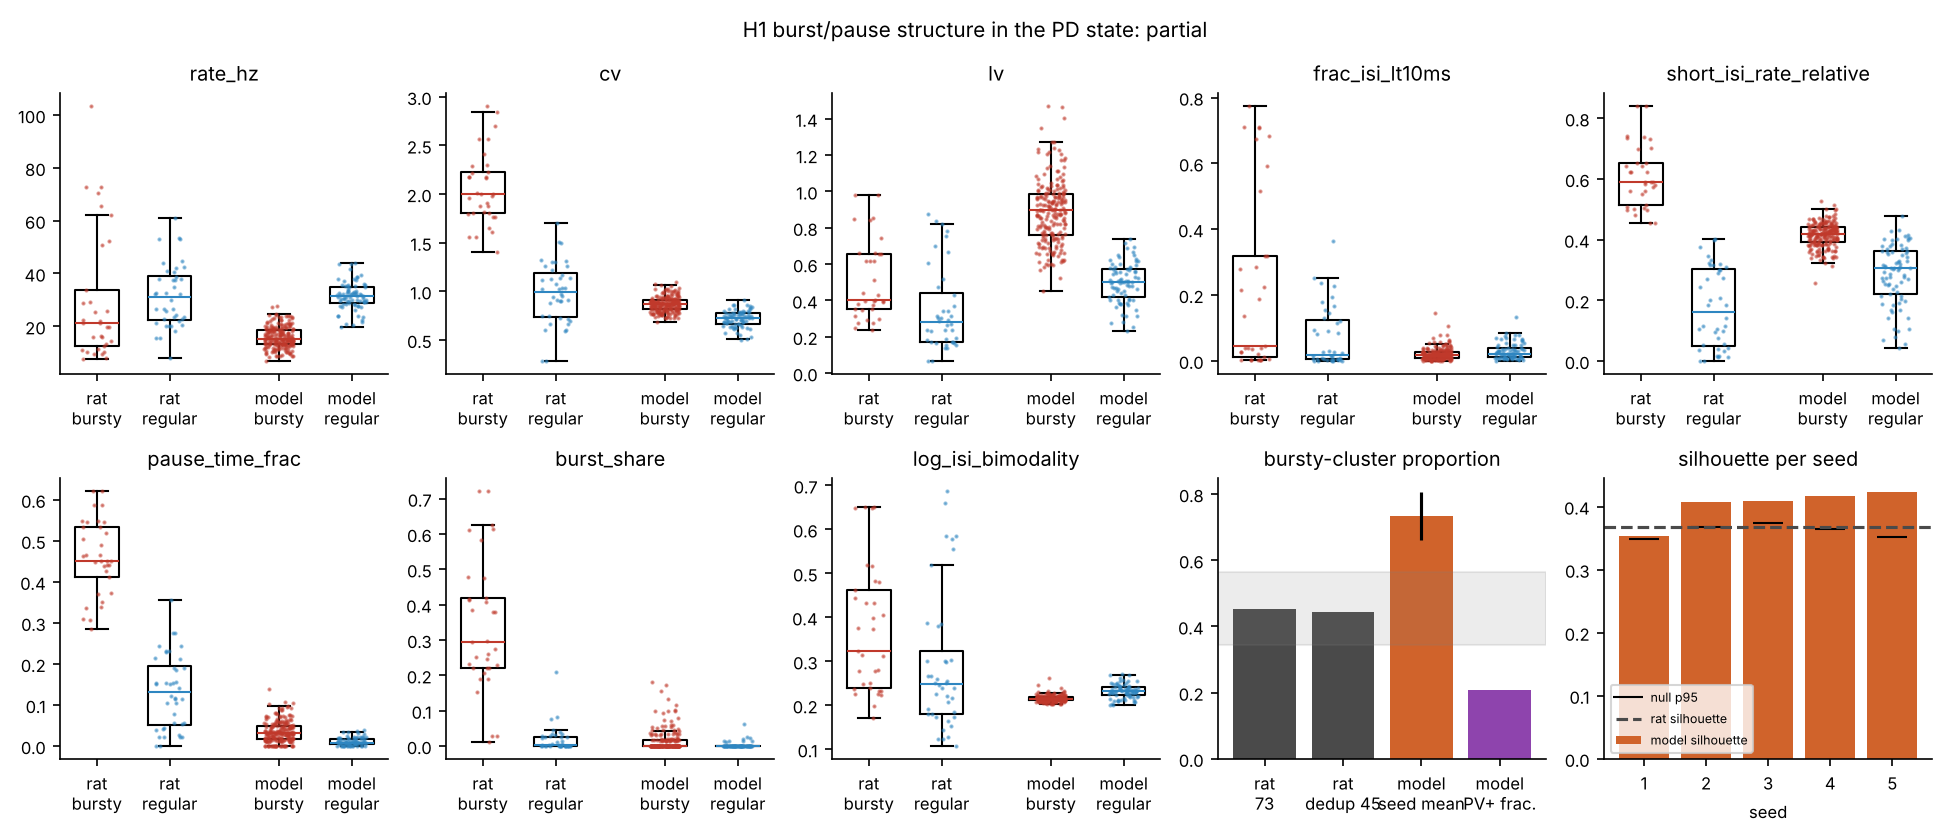 H1 burst/pause structure in the PD state: partial
rate_hz
cv
lv
frac_isi_lt10ms
short_isi_rate_relative
100
80
60
40
20
3.0
2.5
2.0
1.5
1.0
0.5
1.4
1.2
1.0
0.8
0.6
0.4
0.2
0.0
0.8
0.6
0.4
0.2
0.0
0.8
0.6
0.4
0.2
0.0
rat bursty
rat regular
model bursty
model regular
rat bursty
rat regular
model bursty
model regular
rat bursty
rat regular
model bursty
model regular
rat bursty
rat regular
model bursty
model regular
rat bursty
rat regular
model bursty
model regular
pause_time_frac
burst_share
log_isi_bimodality
bursty-cluster proportion
silhouette per seed
0.6
0.5
0.4
0.3
0.2
0.1
0.0
0.7
0.6
0.5
0.4
0.3
0.2
0.1
0.0
0.7
0.6
0.5
0.4
0.3
0.2
0.1
0.8
0.6
0.4
0.2
0.0
0.4
0.3
0.2
0.1
0.0
null p95
rat silhouette
model silhouette
rat bursty
rat regular
model bursty
model regular
rat bursty
rat regular
model bursty
model regular
rat bursty
rat regular
model bursty
model regular
rat 73
rat dedup 45
model seed mean
model PV+ frac.
1 2 3 4 5
seed